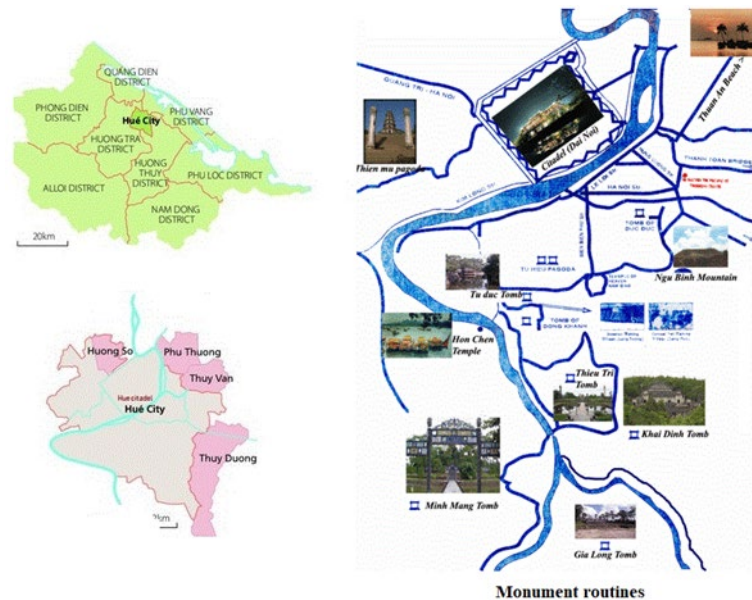 QUANG DIEN
DISTRICT
PHONG DIEN
DISTRICT
PHU VANG
DISTRICT
Hué City
HUONG TRA
DISTRICT
HUONG
THUY
DISTRICT
PHU LOC DISTRICT
ALLOI DISTRICT
NAM DONG
DISTRICT
20km
Huong So
Phu Thuong
Thuy Van
Hue citadel
Hué City
Thuy Duong
QUANG TRI - HA NOI
Thuan An Beach >
Thien mu pagoda
Citadel (Dai Noi)
KIM LONG Str
LE LOI St
HA NOI Str
THANH TOAN BRIDGE
TOMB OF
DUC DUC
Ngu Binh Mountain
TU HIEU PAGODA
Tu duc Tomb
TOMB OF
DONG KHANH
Hon Chen
Temple
Thieu Tri
Tomb
Khai Dinh Tomb
Minh Mang Tomb
Gia Long Tomb
Monument routines